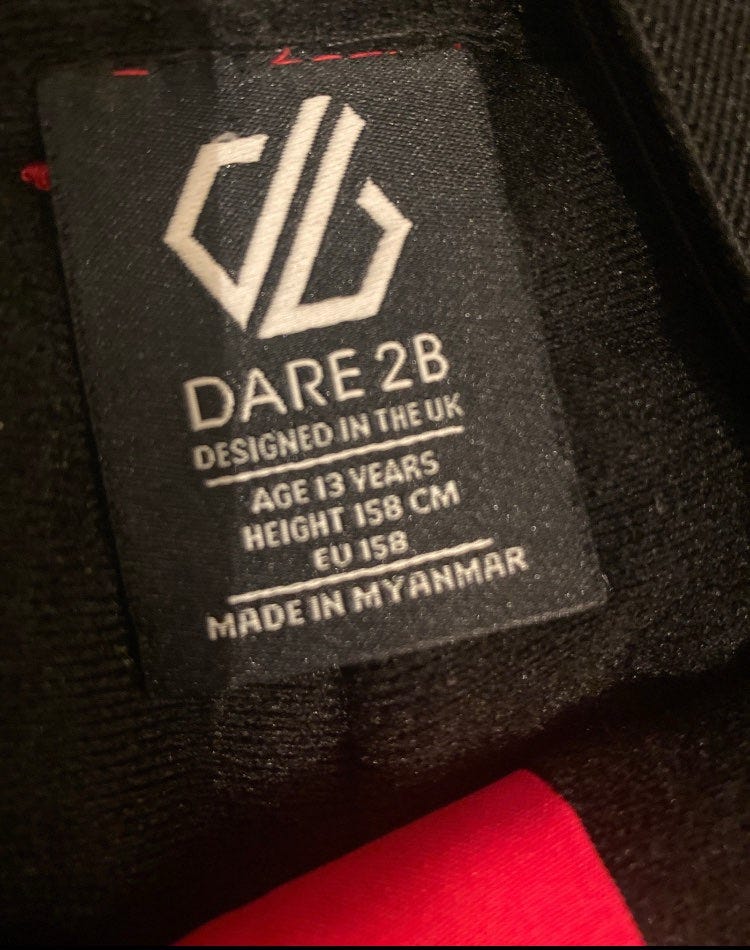 DARE 2B
DESIGNED IN THE UK
AGE 13 YEARS
HEIGHT 158 CM
EU 158
MADE IN MYANMAR